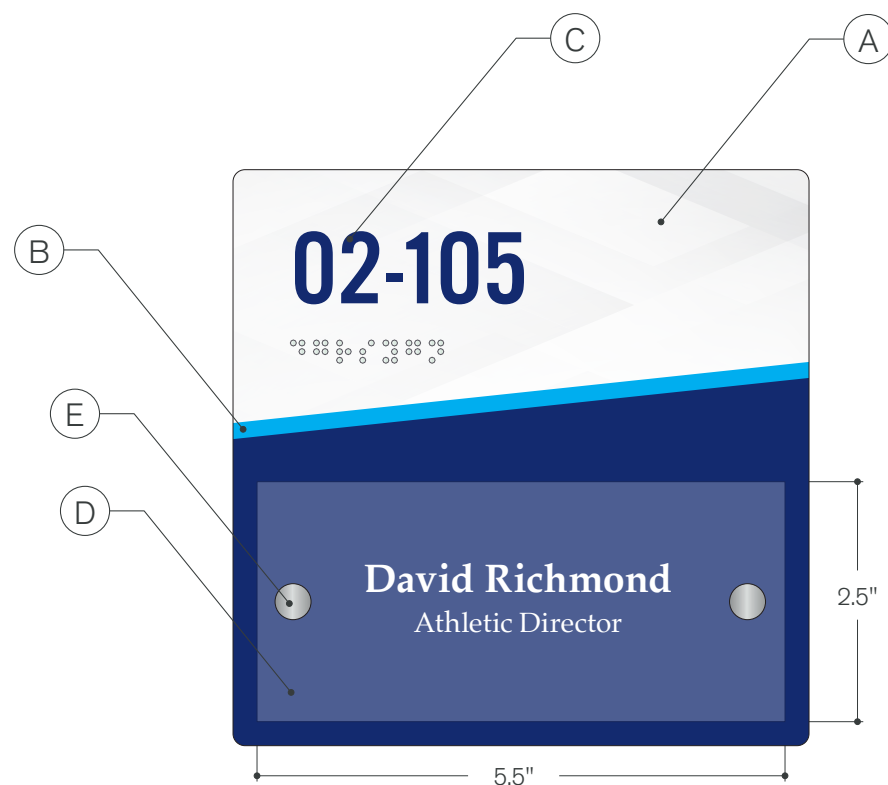 C
A
02-105
B
⠙⠛⠓⠊⠽⠛⠝
E
D
David Richmond
Athletic Director
2.5"
5.5"